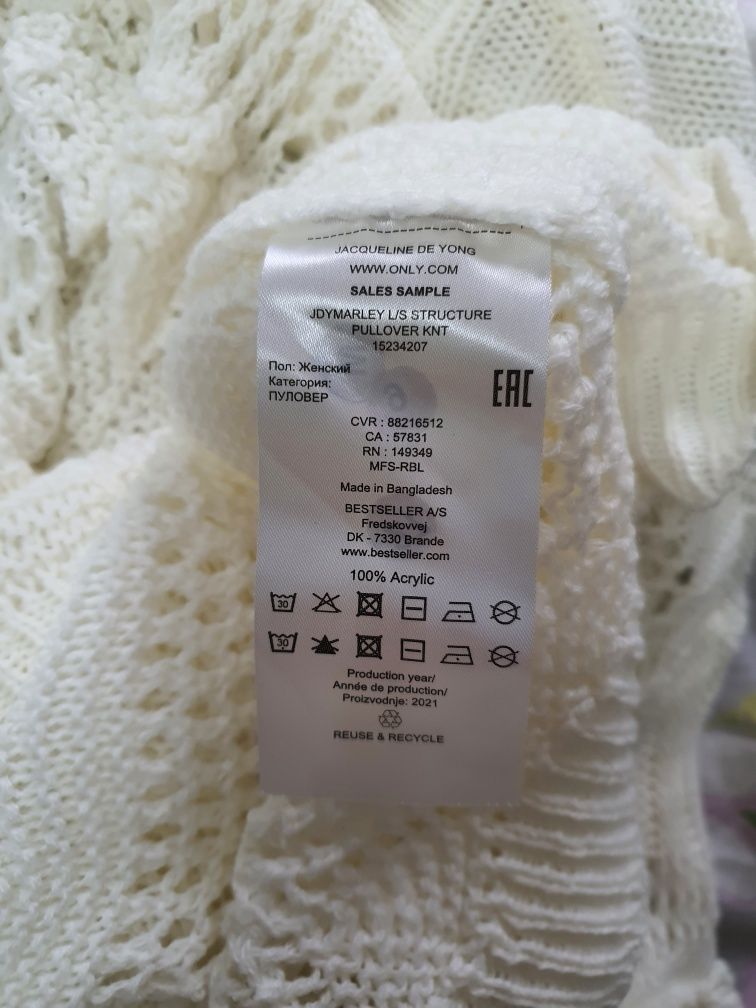 JACQUELINE DE YONG
WWW.ONLY.COM
SALES SAMPLE
JDYMARLEY L/S STRUCTURE
PULLOVER KNT
15234207
Пол: Женский
Категория:
ПУЛОВЕР
EAC
CVR : 88216512
CA : 57831
RN : 149349
MFS-RBL
Made in Bangladesh
BESTSELLER A/S
Fredskovvej
DK - 7330 Brande
www.bestseller.com
100% Acrylic
30
30
Production year/
Année de production/
Proizvodnje: 2021
REUSE & RECYCLE